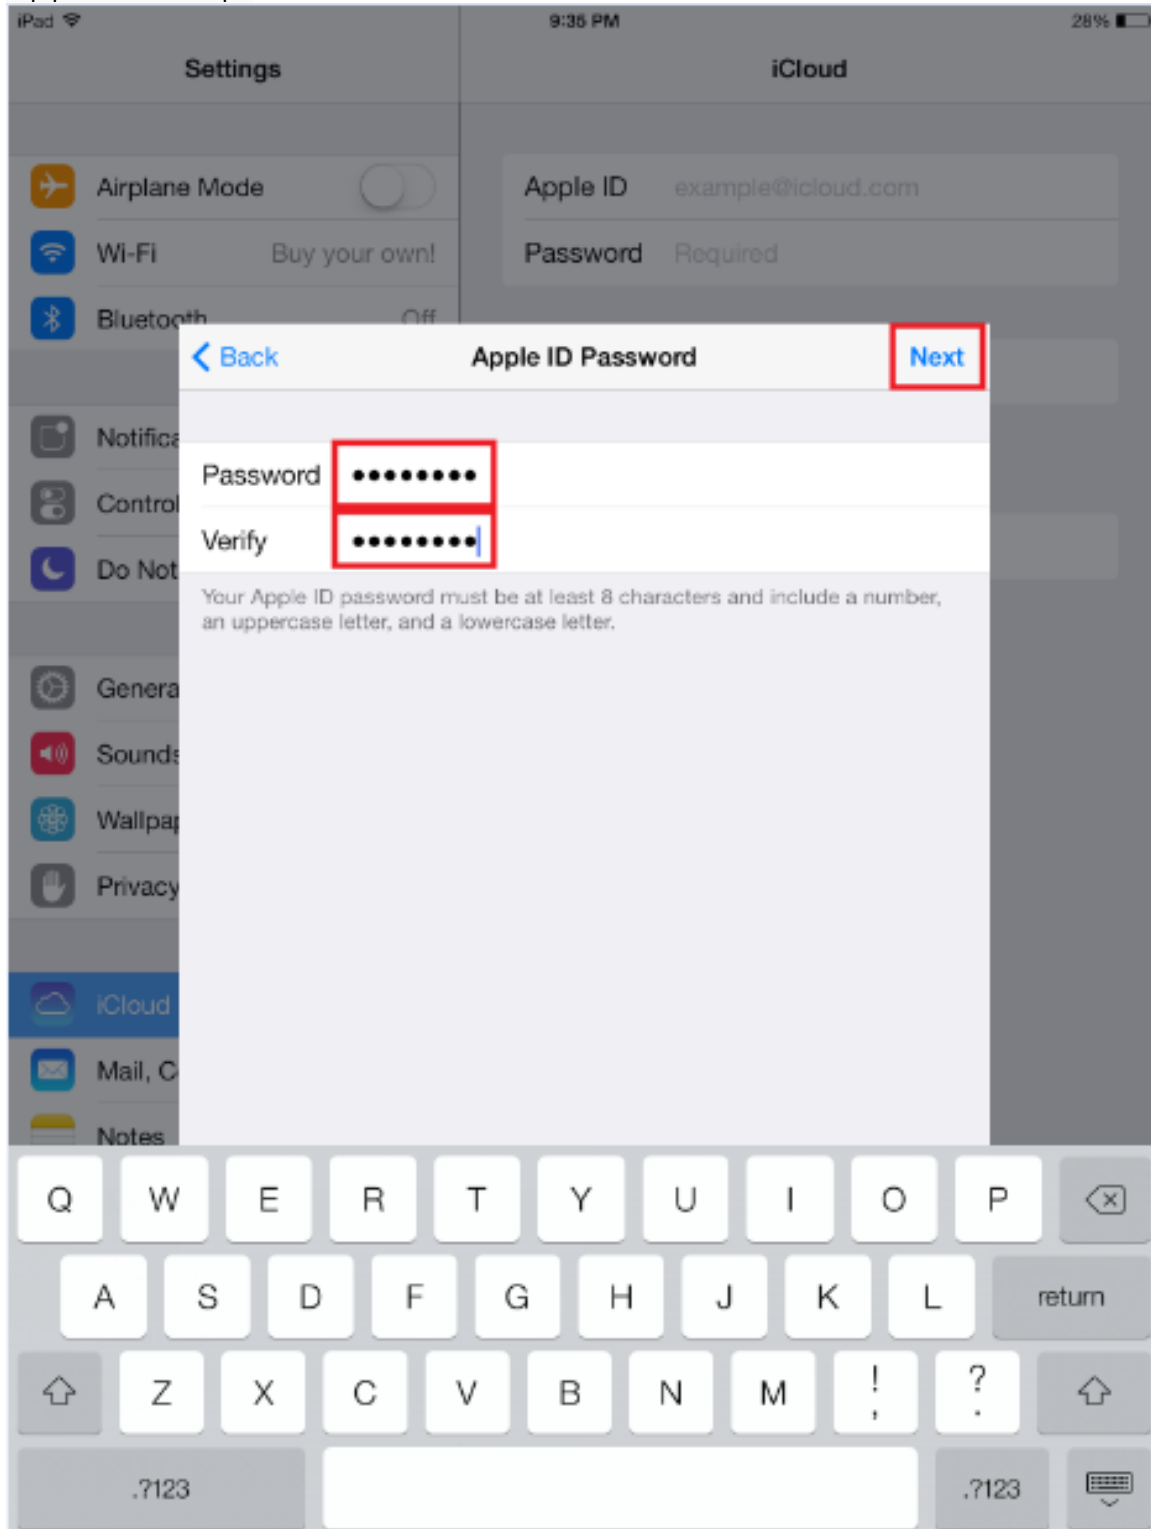 iPad 9:35 PM 28%
Settings iCloud
Airplane Mode
Apple ID example@icloud.com
Wi-Fi Buy your own!
Password Required
Bluetooth Off
Back Apple ID Password Next
Notifica
Password ••••••••
Control
Verify ••••••••
Do Not
Your Apple ID password must be at least 8 characters and include a number,
an uppercase letter, and a lowercase letter.
Genera
Sounds
Wallpap
Privacy
iCloud
Mail, C
Notes
Q W E R T Y U I O P
A S D F G H J K L return
Z X C V B N M ! , ? .
.?123 .?123